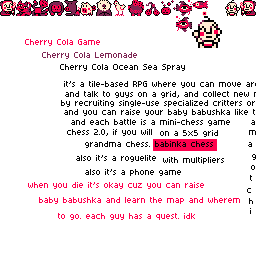 Cherry Cola Game
Cherry Cola Lemonade
Cherry Cola Ocean Sea Spray
it's a tile-based RPG where you can move aro
and talk to guys on a grid, and collect new m
by recruiting single-use specialized critters or
and you can raise your baby babushka like t
and each battle is a mini-chess game a
chess 2.0, if you will on a 5x5 grid m
grandma chess. babinka chess a
also it's a roguelite with multipliers g
also it's a phone game o
t
when you die it's okay cuz you can raise c
baby babushka and learn the map and wherem h
to go. each guy has a quest. idk i